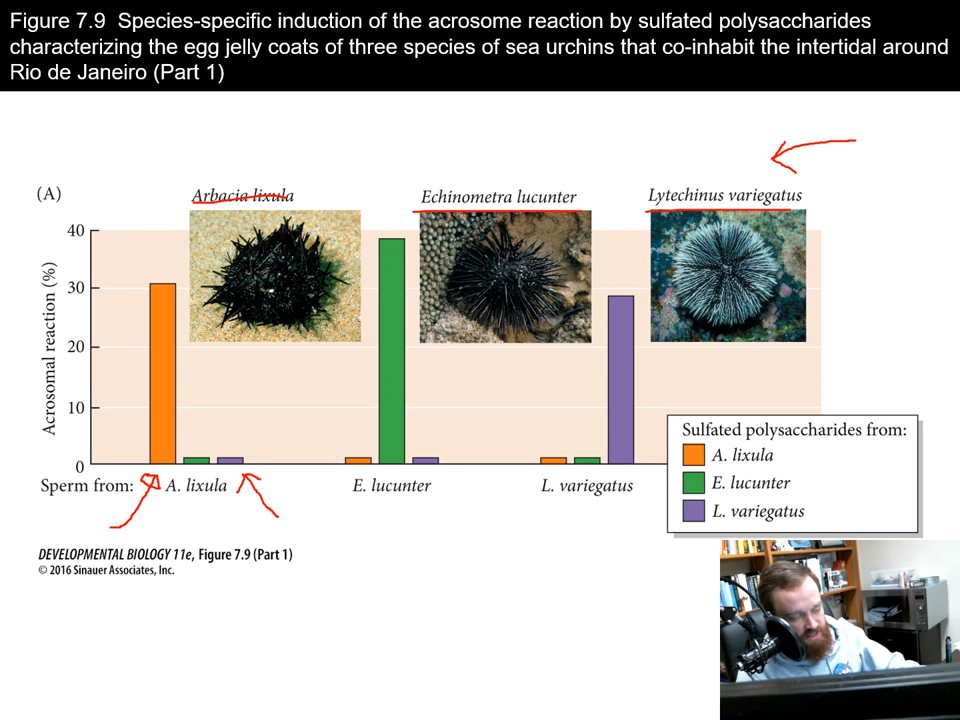 Figure 7.9 Species-specific induction of the acrosome reaction by sulfated polysaccharides
characterizing the egg jelly coats of three species of sea urchins that co-inhabit the intertidal around
Rio de Janeiro (Part 1)
(A)
Arbacia lixula
Echinometra lucunter
Lytechinus variegatus
Acrosomal reaction (%)
40
30
20
10
0
Sperm from:
A. lixula
E. lucunter
L. variegatus
Sulfated polysaccharides from:
A. lixula
E. lucunter
L. variegatus
DEVELOPMENTAL BIOLOGY 11e, Figure 7.9 (Part 1)
© 2016 Sinauer Associates, Inc.